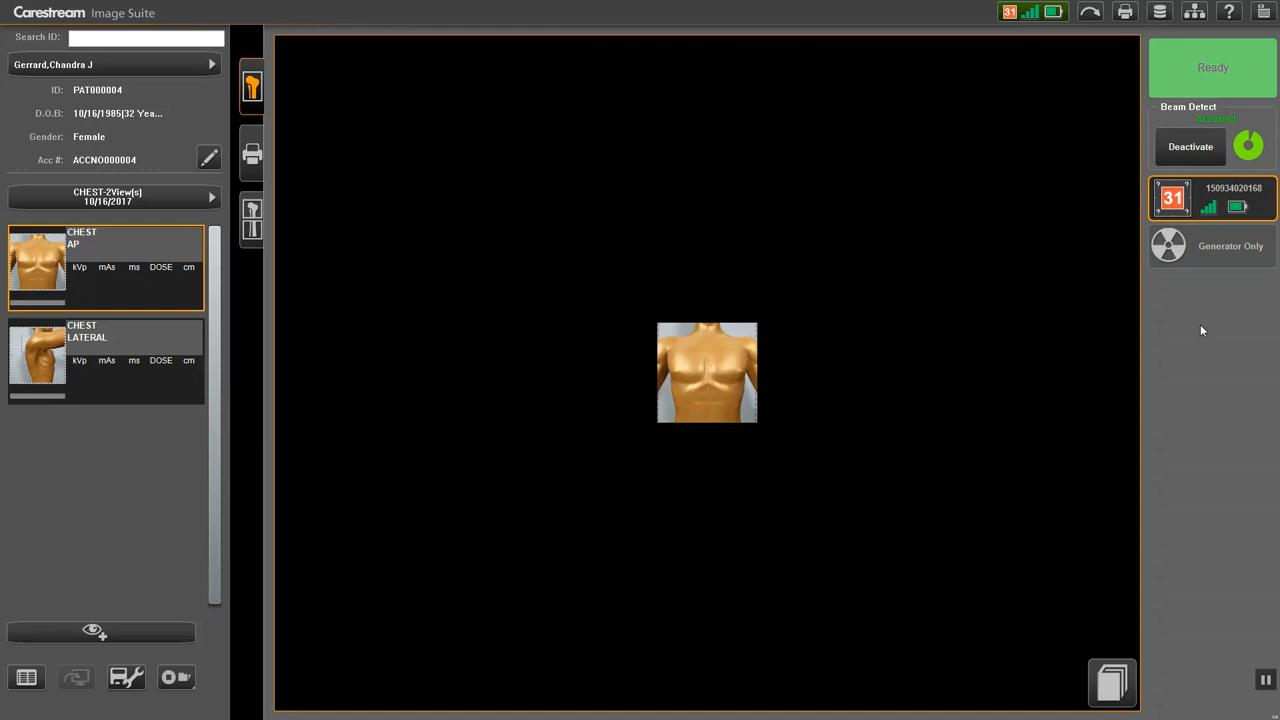 Carestream Image Suite
31
Search ID:
Gerrard,Chandra J
ID: PAT000004
D.O.B: 10/16/1985(32 Yea...
Gender: Female
Acc #: ACCNO000004
CHEST-2View(s)
10/16/2017
CHEST
AP
kVp mAs ms DOSE cm
CHEST
LATERAL
kVp mAs ms DOSE cm
Ready
Beam Detect
Activated
Deactivate
31 150934020168
Generator Only